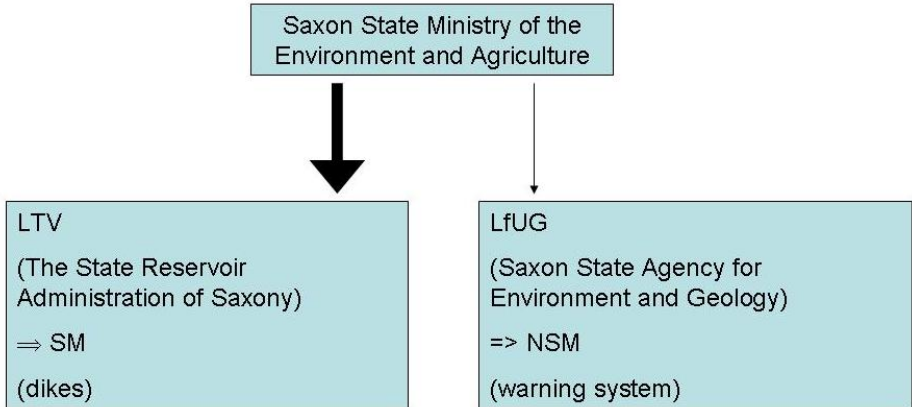 Saxon State Ministry of the
Environment and Agriculture
LTV
(The State Reservoir
Administration of Saxony)
⇒ SM
(dikes)
LfUG
(Saxon State Agency for
Environment and Geology)
=> NSM
(warning system)